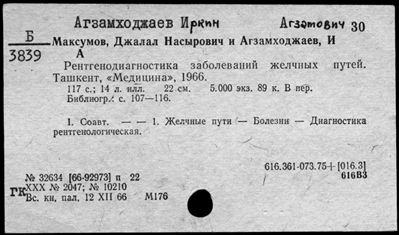 Агзамходжаев Иркин Агзамович 30
Б
3839
Максумов, Джалал Насырович и Агзамходжаев, И
А
Рентгенодиагностика заболеваний желчных путей.
Ташкент, «Медицина», 1966.
117 с.; 14 л. илл. 22 см. 5.000 экз. 89 к. В пер.
Библиогр.: с. 107—116.
1. Соавт. — — 1. Желчные пути — Болезни — Диагностика
рентгенологическая.
616.361-073.75+[016.3]
616В3
№ 32634 [66-92973] п 22
ГК XXX № 2047; № 10210
Вс. кн. пал. 12 XII 66 М176